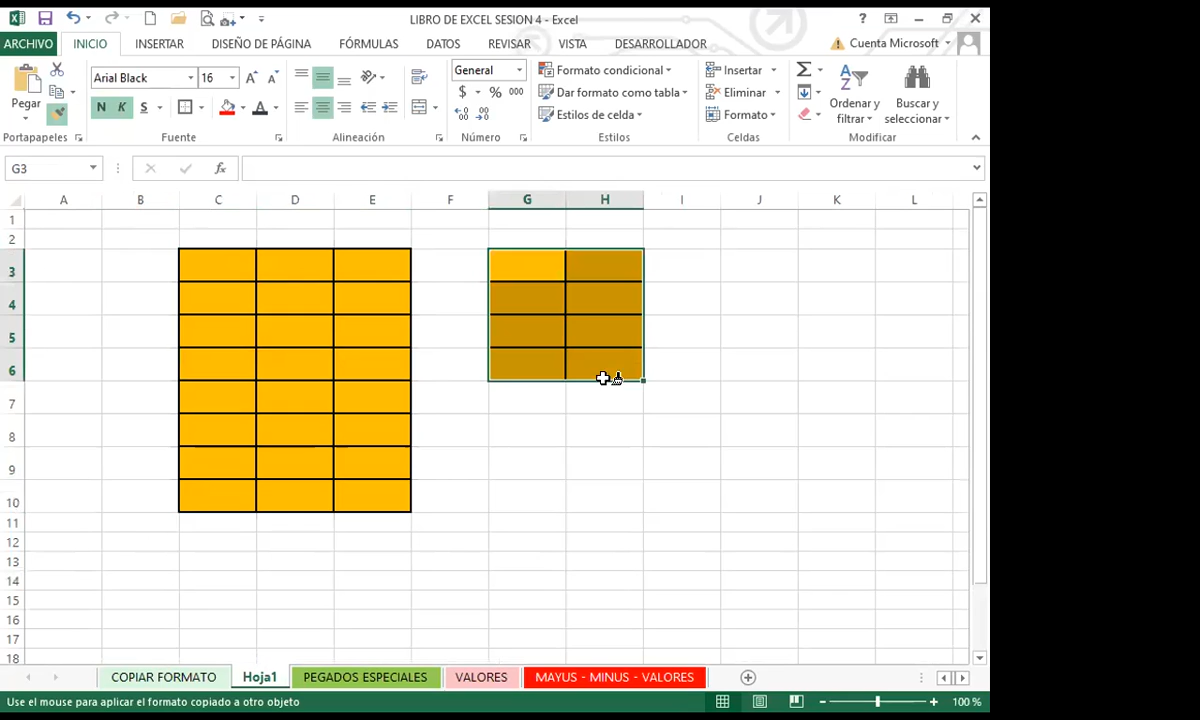 LIBRO DE EXCEL SESION 4 - Excel
ARCHIVO INICIO INSERTAR DISEÑO DE PÁGINA FÓRMULAS DATOS REVISAR VISTA DESARROLLADOR Cuenta Microsoft
Pegar
Portapapeles
Arial Black 16
N K S A
Fuente
Alineación
General
$ % 000
Número
Formato condicional
Dar formato como tabla
Estilos de celda
Estilos
Insertar
Eliminar
Formato
Celdas
Ordenar y filtrar
Buscar y seleccionar
Modificar
G3 fx
A B C D E F G H I J K L
1
2
3
4
5
6
7
8
9
10
11
12
13
14
15
16
17
18
COPIAR FORMATO Hoja1 PEGADOS ESPECIALES VALORES MAYUS - MINUS - VALORES
Use el mouse para aplicar el formato copiado a otro objeto 100 %